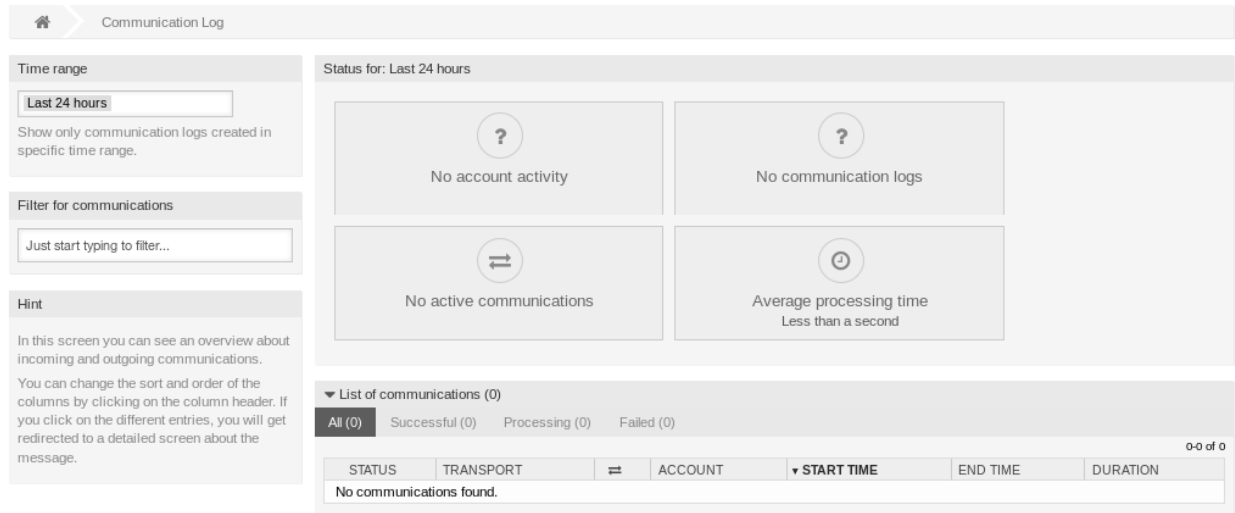 Communication Log
Time range
Last 24 hours
Show only communication logs created in
specific time range.
Filter for communications
Just start typing to filter...
Hint
In this screen you can see an overview about
incoming and outgoing communications.
You can change the sort and order of the
columns by clicking on the column header. If
you click on the different entries, you will get
redirected to a detailed screen about the
message.
Status for: Last 24 hours
?
No account activity
?
No communication logs
No active communications
Average processing time
Less than a second
List of communications (0)
All (0) Successful (0) Processing (0) Failed (0)
0-0 of 0
STATUS TRANSPORT ACCOUNT START TIME END TIME DURATION
No communications found.